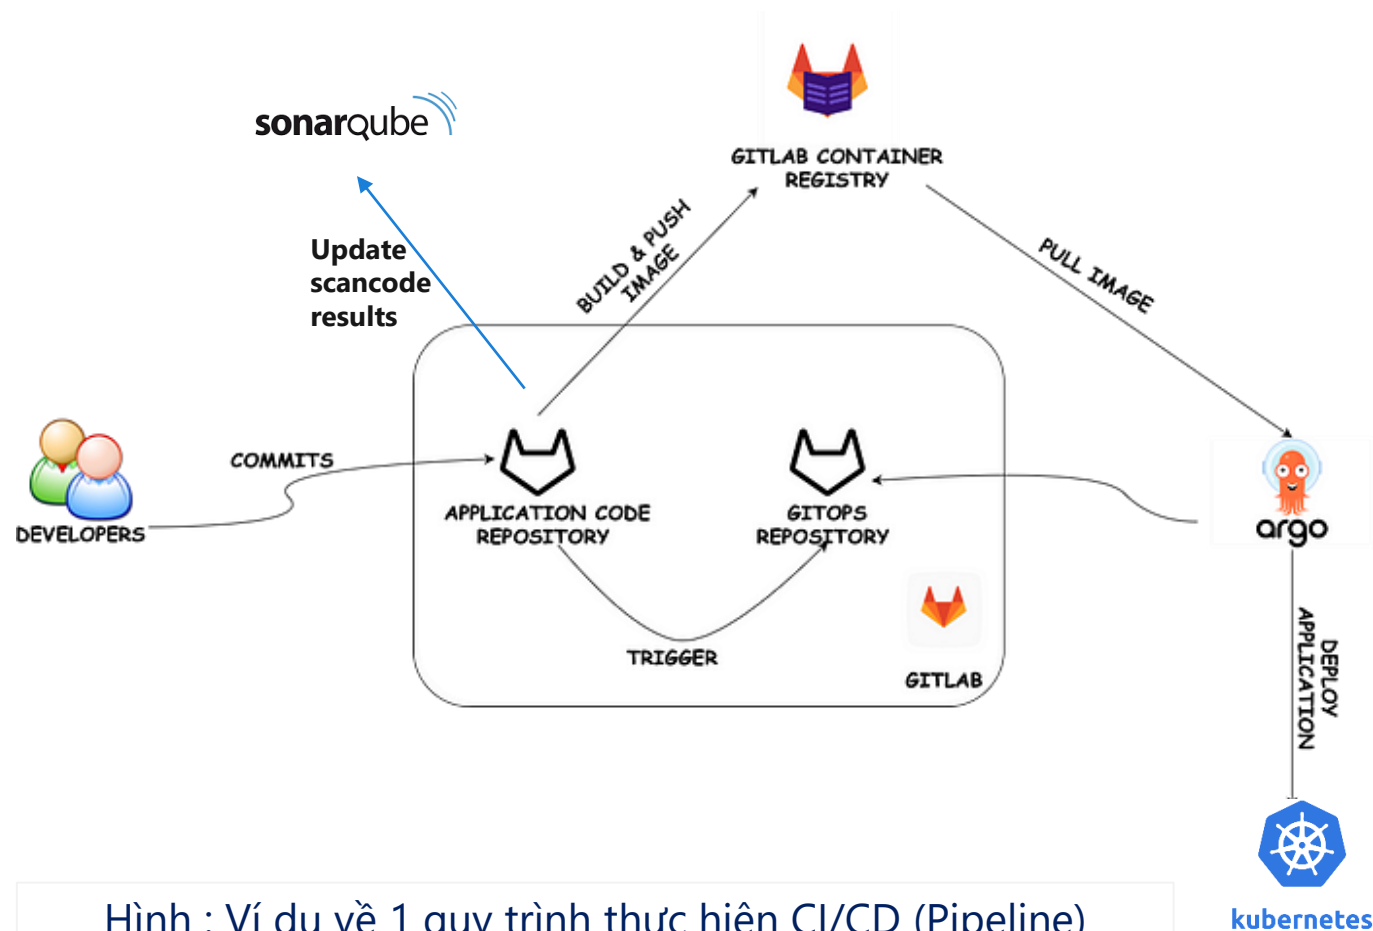 sonarqube
GITLAB CONTAINER
REGISTRY
Update
scancode
results
BUILD & PUSH
IMAGE
PULL IMAGE
COMMITS
DEVELOPERS
APPLICATION CODE
REPOSITORY
GITOPS
REPOSITORY
argo
TRIGGER
GITLAB
DEPLOY
APPLICATION
kubernetes
Hình : Ví dụ về 1 quy trình thực hiện CI/CD (Pipeline)